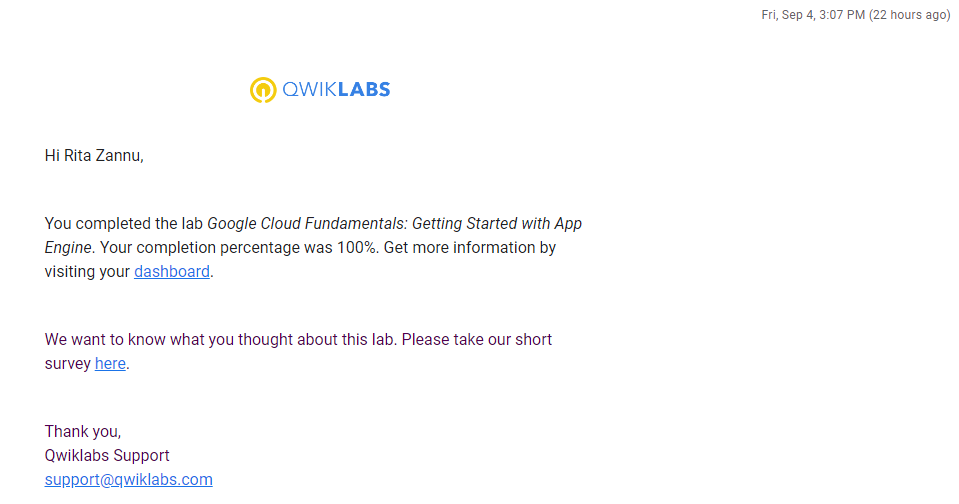 Fri, Sep 4, 3:07 PM (22 hours ago)
QWIKLABS
Hi Rita Zannu,
You completed the lab Google Cloud Fundamentals: Getting Started with App
Engine. Your completion percentage was 100%. Get more information by
visiting your dashboard.
We want to know what you thought about this lab. Please take our short
survey here.
Thank you,
Qwiklabs Support
support@qwiklabs.com